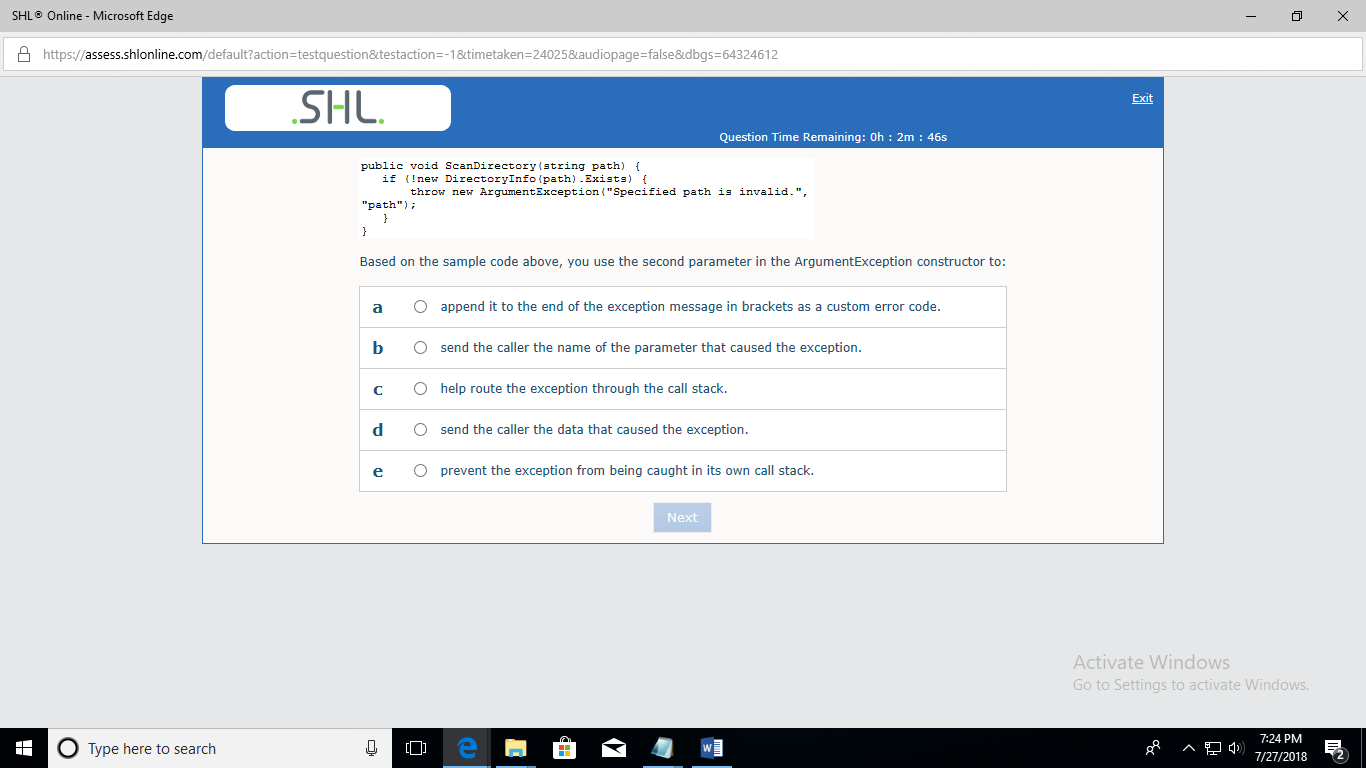 SHL® Online - Microsoft Edge
https://assess.shlonline.com/default?action=testquestion&testaction=-1&timetaken=24025&audiopage=false&dbgs=64324612
.SHL.
Exit
Question Time Remaining: 0h : 2m : 46s
public void ScanDirectory(string path) {
if (!new DirectoryInfo(path).Exists) {
throw new ArgumentException("Specified path is invalid.",
"path");
}
}
Based on the sample code above, you use the second parameter in the ArgumentException constructor to:
a append it to the end of the exception message in brackets as a custom error code.
b send the caller the name of the parameter that caused the exception.
c help route the exception through the call stack.
d send the caller the data that caused the exception.
e prevent the exception from being caught in its own call stack.
Next
Activate Windows
Go to Settings to activate Windows.
Type here to search
7:24 PM
7/27/2018
2